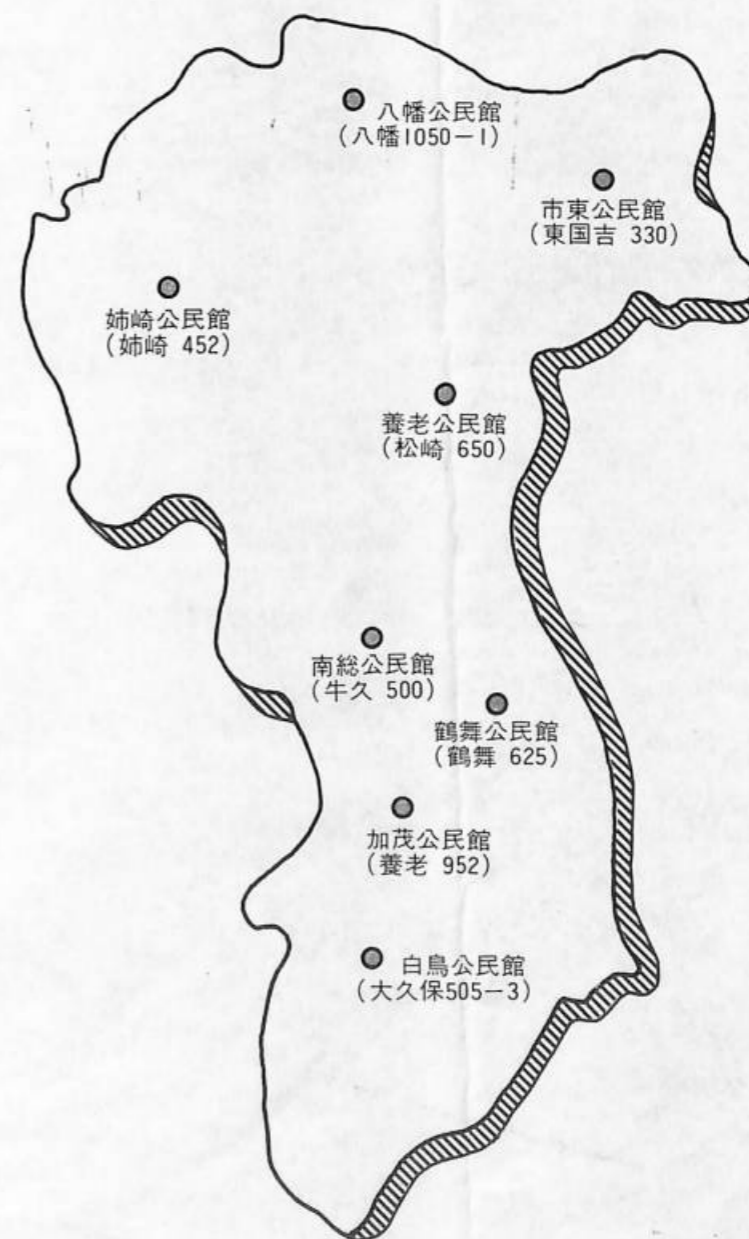 八幡公民館
(八幡1050-1)
市東公民館
(東国吉 330)
姉崎公民館
(姉崎 452)
養老公民館
(松崎 650)
南総公民館
(牛久 500)
鶴舞公民館
(鶴舞 625)
加茂公民館
(養老 952)
白鳥公民館
(大久保505-3)